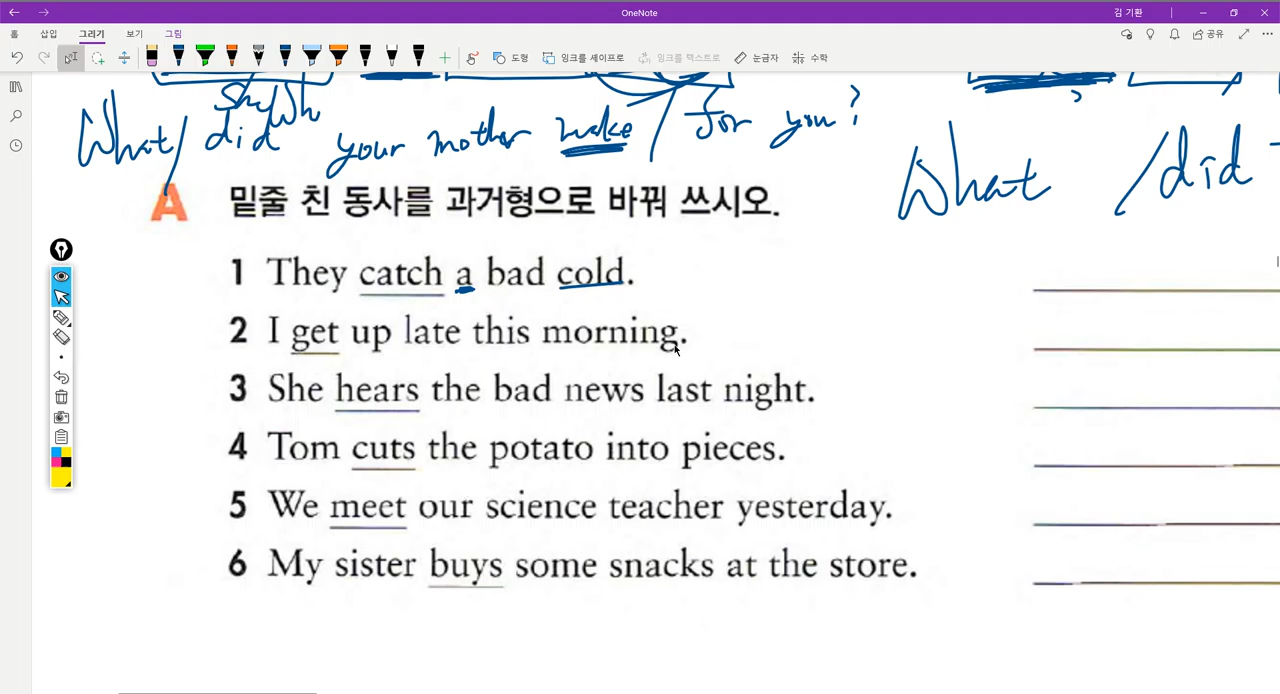 OneNote
김 기환
홈 삽입 그리기 보기 그림
공유
도형 잉크를 셰이프로 잉크를 텍스트로 눈금자 수학
What/ did your mother make / for you?
What /did
A 밑줄 친 동사를 과거형으로 바꿔 쓰시오.
1 They catch a bad cold.
2 I get up late this morning.
3 She hears the bad news last night.
4 Tom cuts the potato into pieces.
5 We meet our science teacher yesterday.
6 My sister buys some snacks at the store.